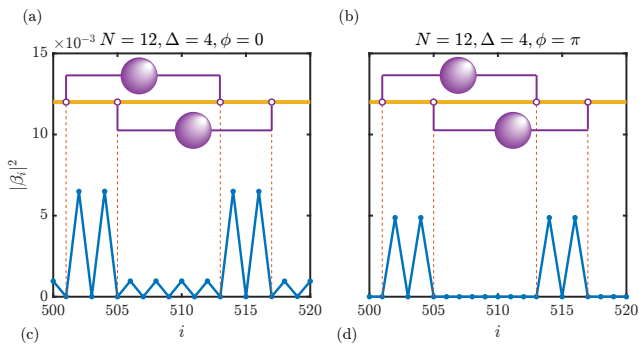 (a)
(b)
×10⁻³ N = 12, Δ = 4, ϕ = 0
N = 12, Δ = 4, ϕ = π
15
10
5
0
|βᵢ|²
500 505 510 515 520
500 505 510 515 520
i
i
(c)
(d)